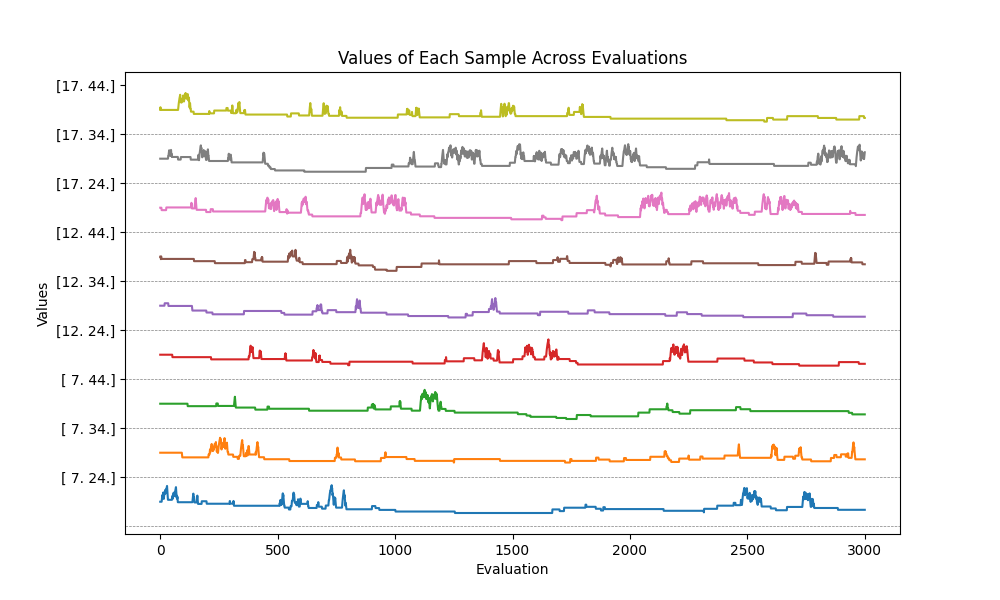 Values of Each Sample Across Evaluations
[17. 44.]
[17. 34.]
[17. 24.]
[12. 44.]
[12. 34.]
[12. 24.]
[ 7. 44.]
[ 7. 34.]
[ 7. 24.]
Values
0 500 1000 1500 2000 2500 3000
Evaluation